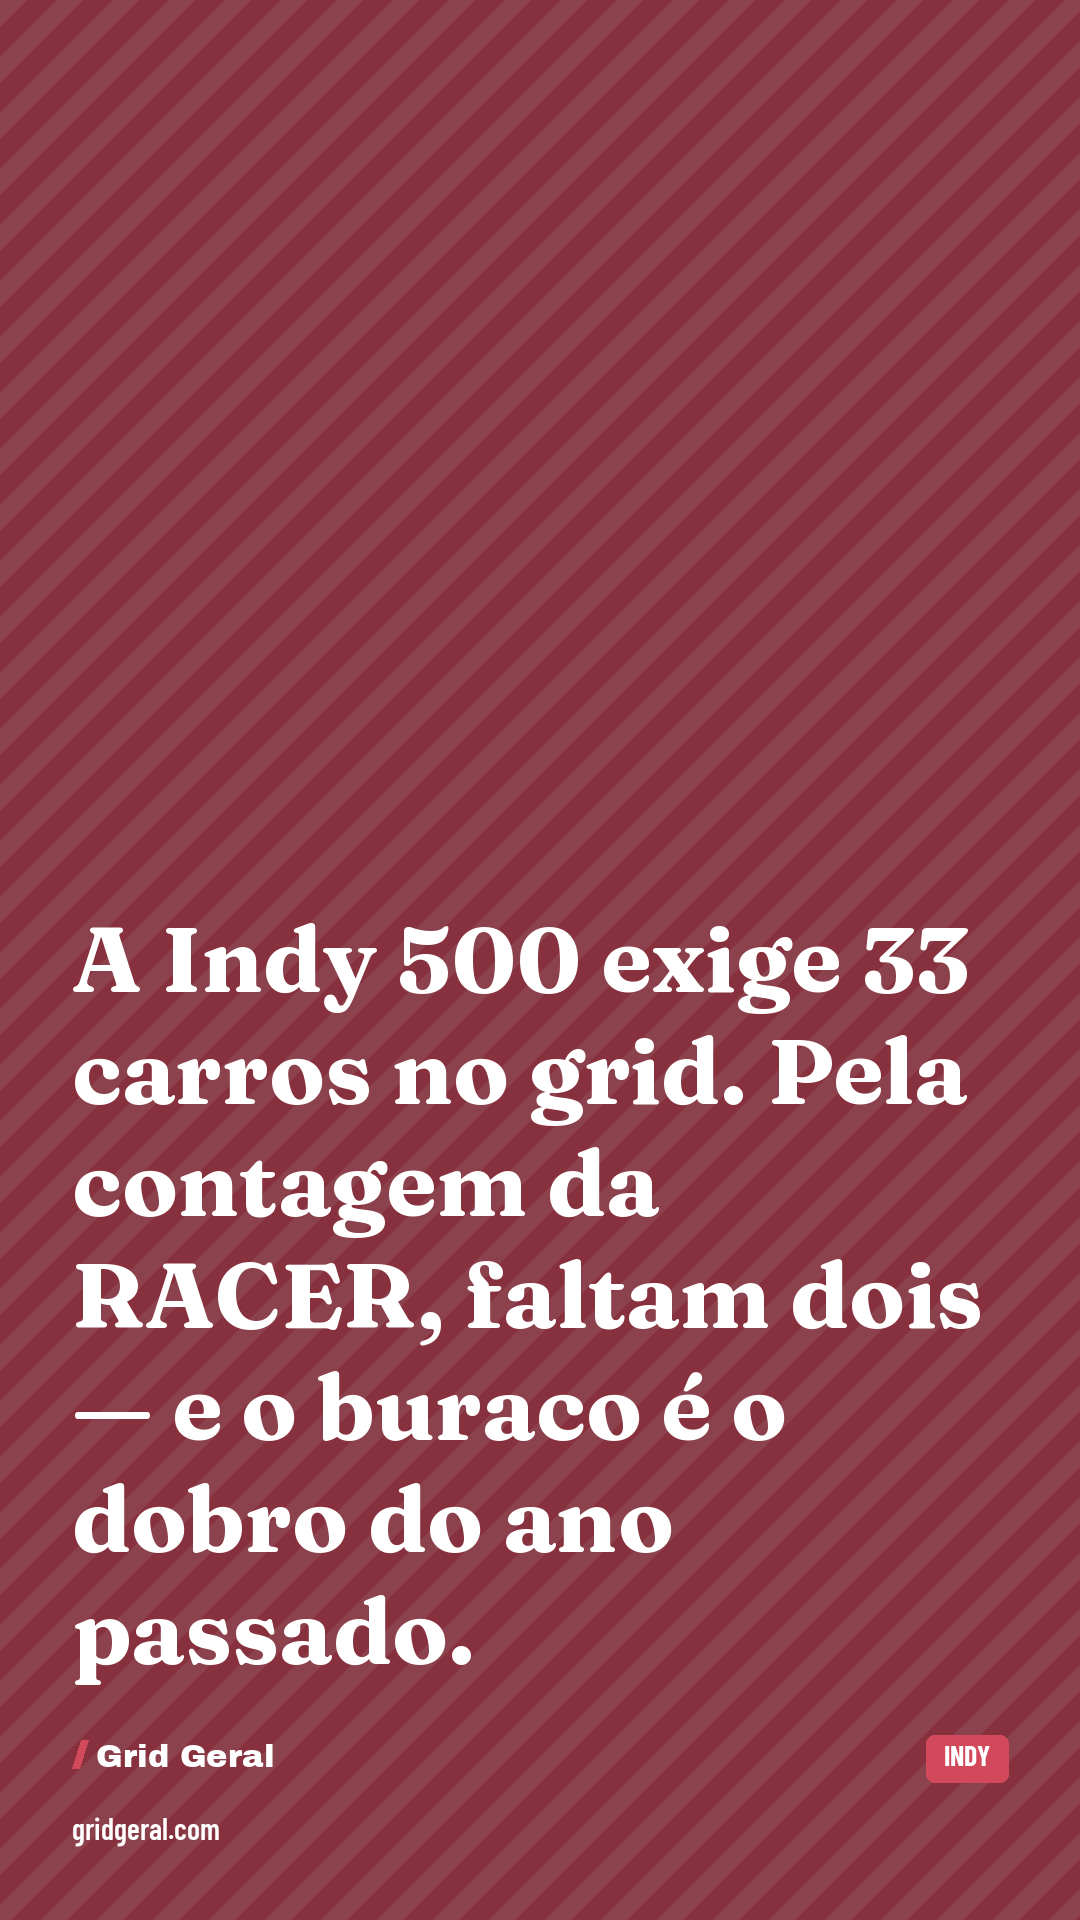 A Indy 500 exige 33
carros no grid. Pela
contagem da
RACER, faltam dois
— e o buraco é o
dobro do ano
passado.
/ Grid Geral
INDY
gridgeral.com